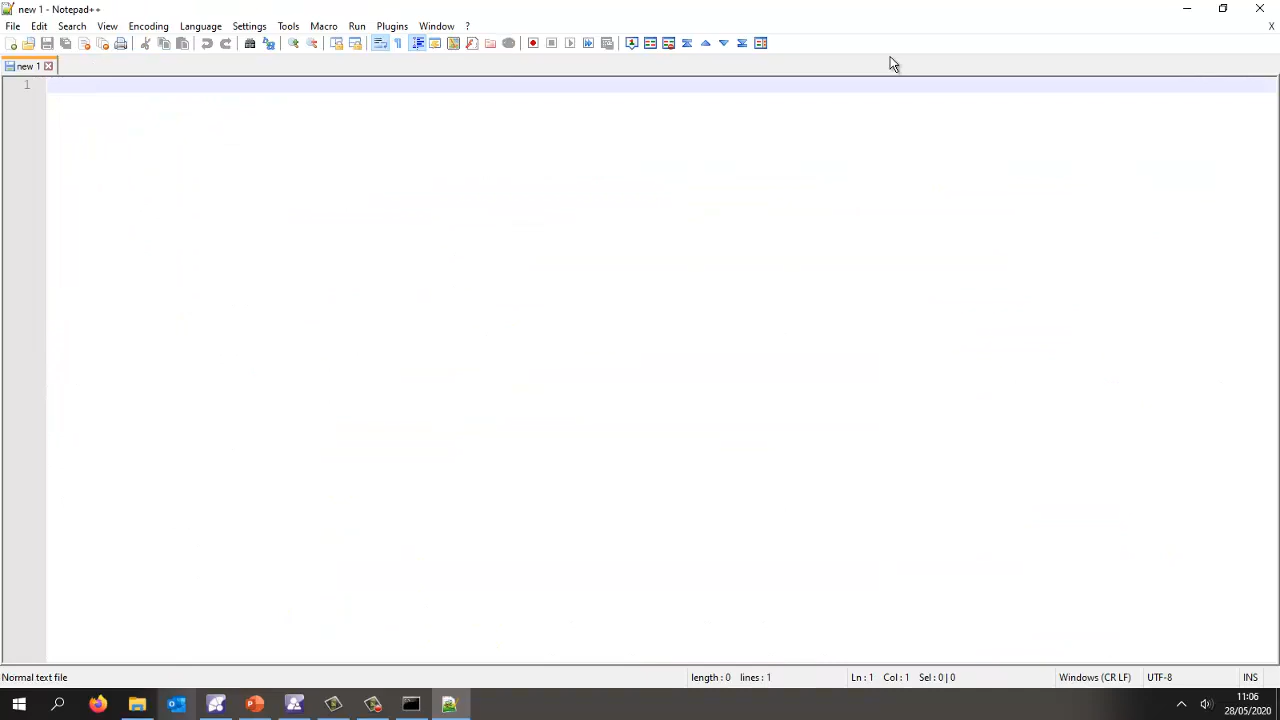 new 1 - Notepad++
File Edit Search View Encoding Language Settings Tools Macro Run Plugins Window ?
X
new 1
1
Normal text file length : 0 lines : 1 Ln : 1 Col : 1 Sel : 0 | 0 Windows (CR LF) UTF-8 INS
11:06
28/05/2020